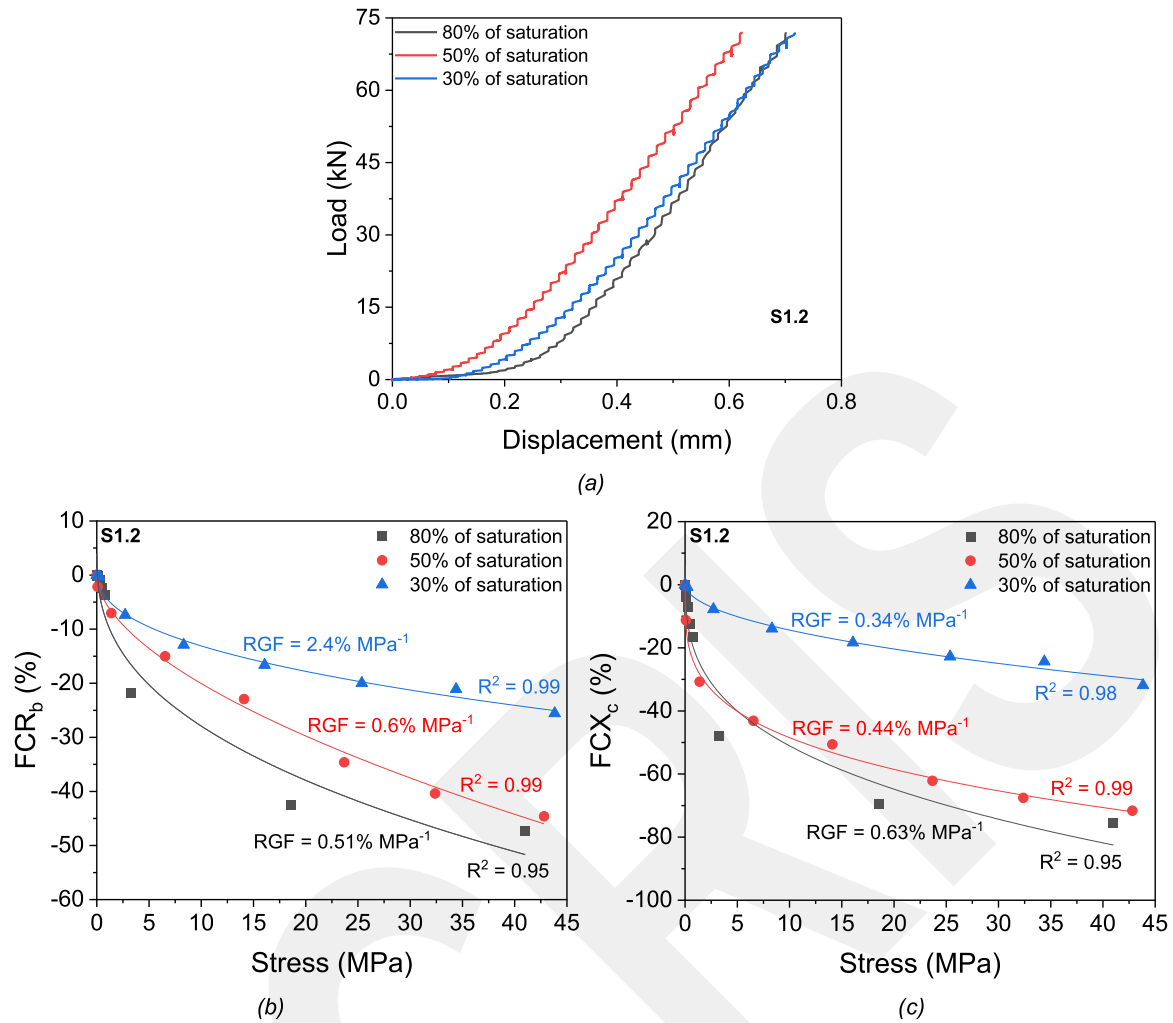 75
60
45
30
15
0
Load (kN)
80% of saturation
50% of saturation
30% of saturation
S1.2
0.0 0.2 0.4 0.6 0.8
Displacement (mm)
(a)
10
0
-10
-20
-30
-40
-50
-60
FCR_b (%)
S1.2
80% of saturation
50% of saturation
30% of saturation
RGF = 2.4% MPa⁻¹
R² = 0.99
RGF = 0.6% MPa⁻¹
R² = 0.99
RGF = 0.51% MPa⁻¹
R² = 0.95
0 5 10 15 20 25 30 35 40 45
Stress (MPa)
(b)
20
0
-20
-40
-60
-80
-100
FCX_c (%)
S1.2
80% of saturation
50% of saturation
30% of saturation
RGF = 0.34% MPa⁻¹
R² = 0.98
RGF = 0.44% MPa⁻¹
R² = 0.99
RGF = 0.63% MPa⁻¹
R² = 0.95
0 5 10 15 20 25 30 35 40 45
Stress (MPa)
(c)